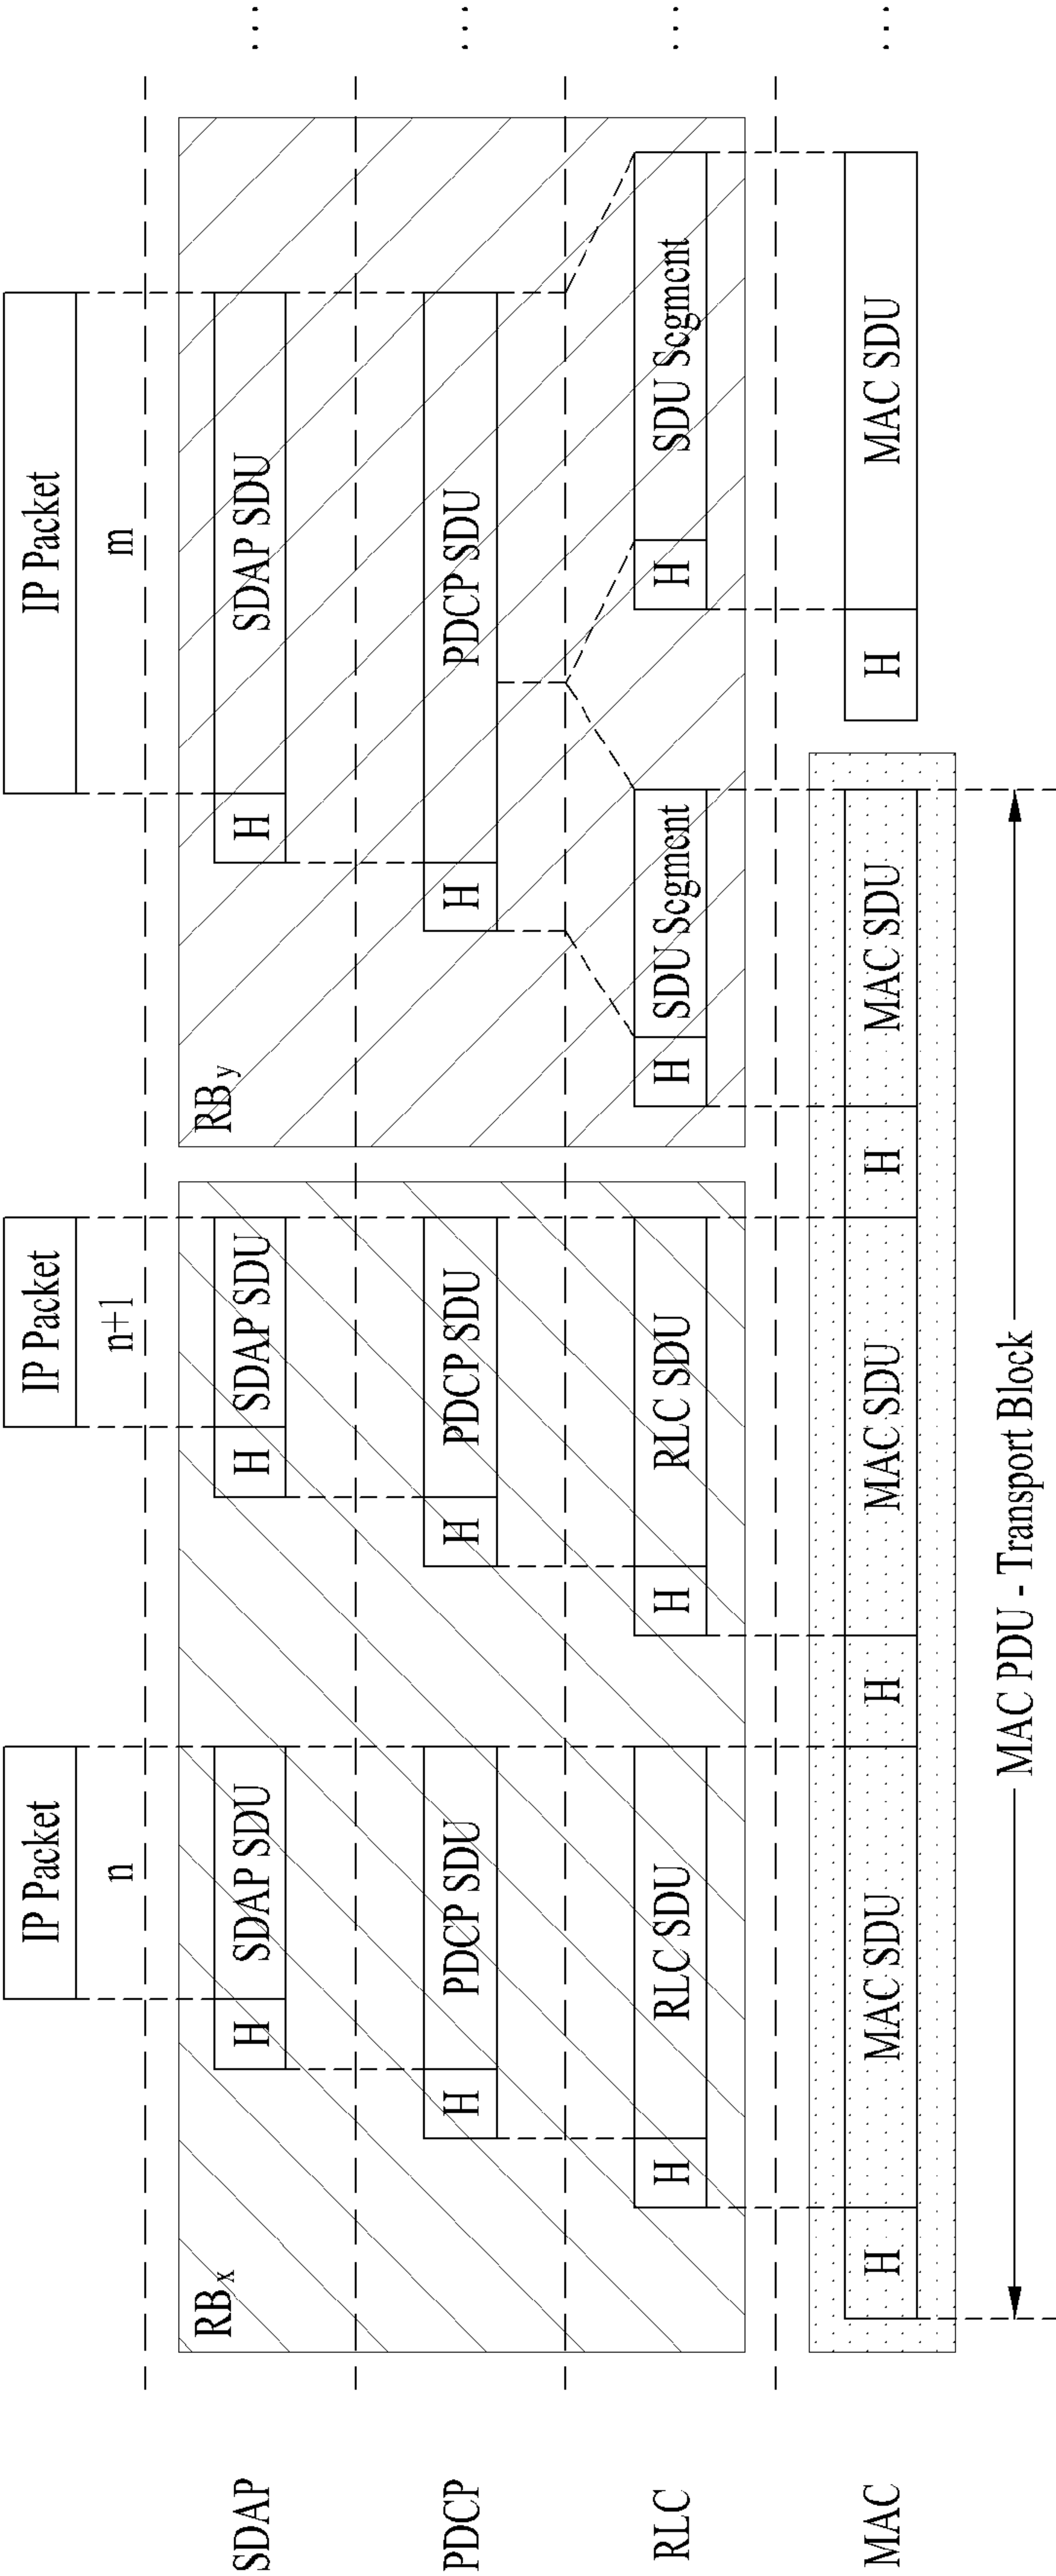 IP Packet IP Packet IP Packet
n n+1 m
RBx RBy
SDAP H SDAP SDU H SDAP SDU H SDAP SDU ...
PDCP H PDCP SDU H PDCP SDU H PDCP SDU ...
RLC H RLC SDU H RLC SDU H SDU Segment H SDU Segment ...
MAC H MAC SDU H MAC SDU H MAC SDU H MAC SDU ...
MAC PDU - Transport Block